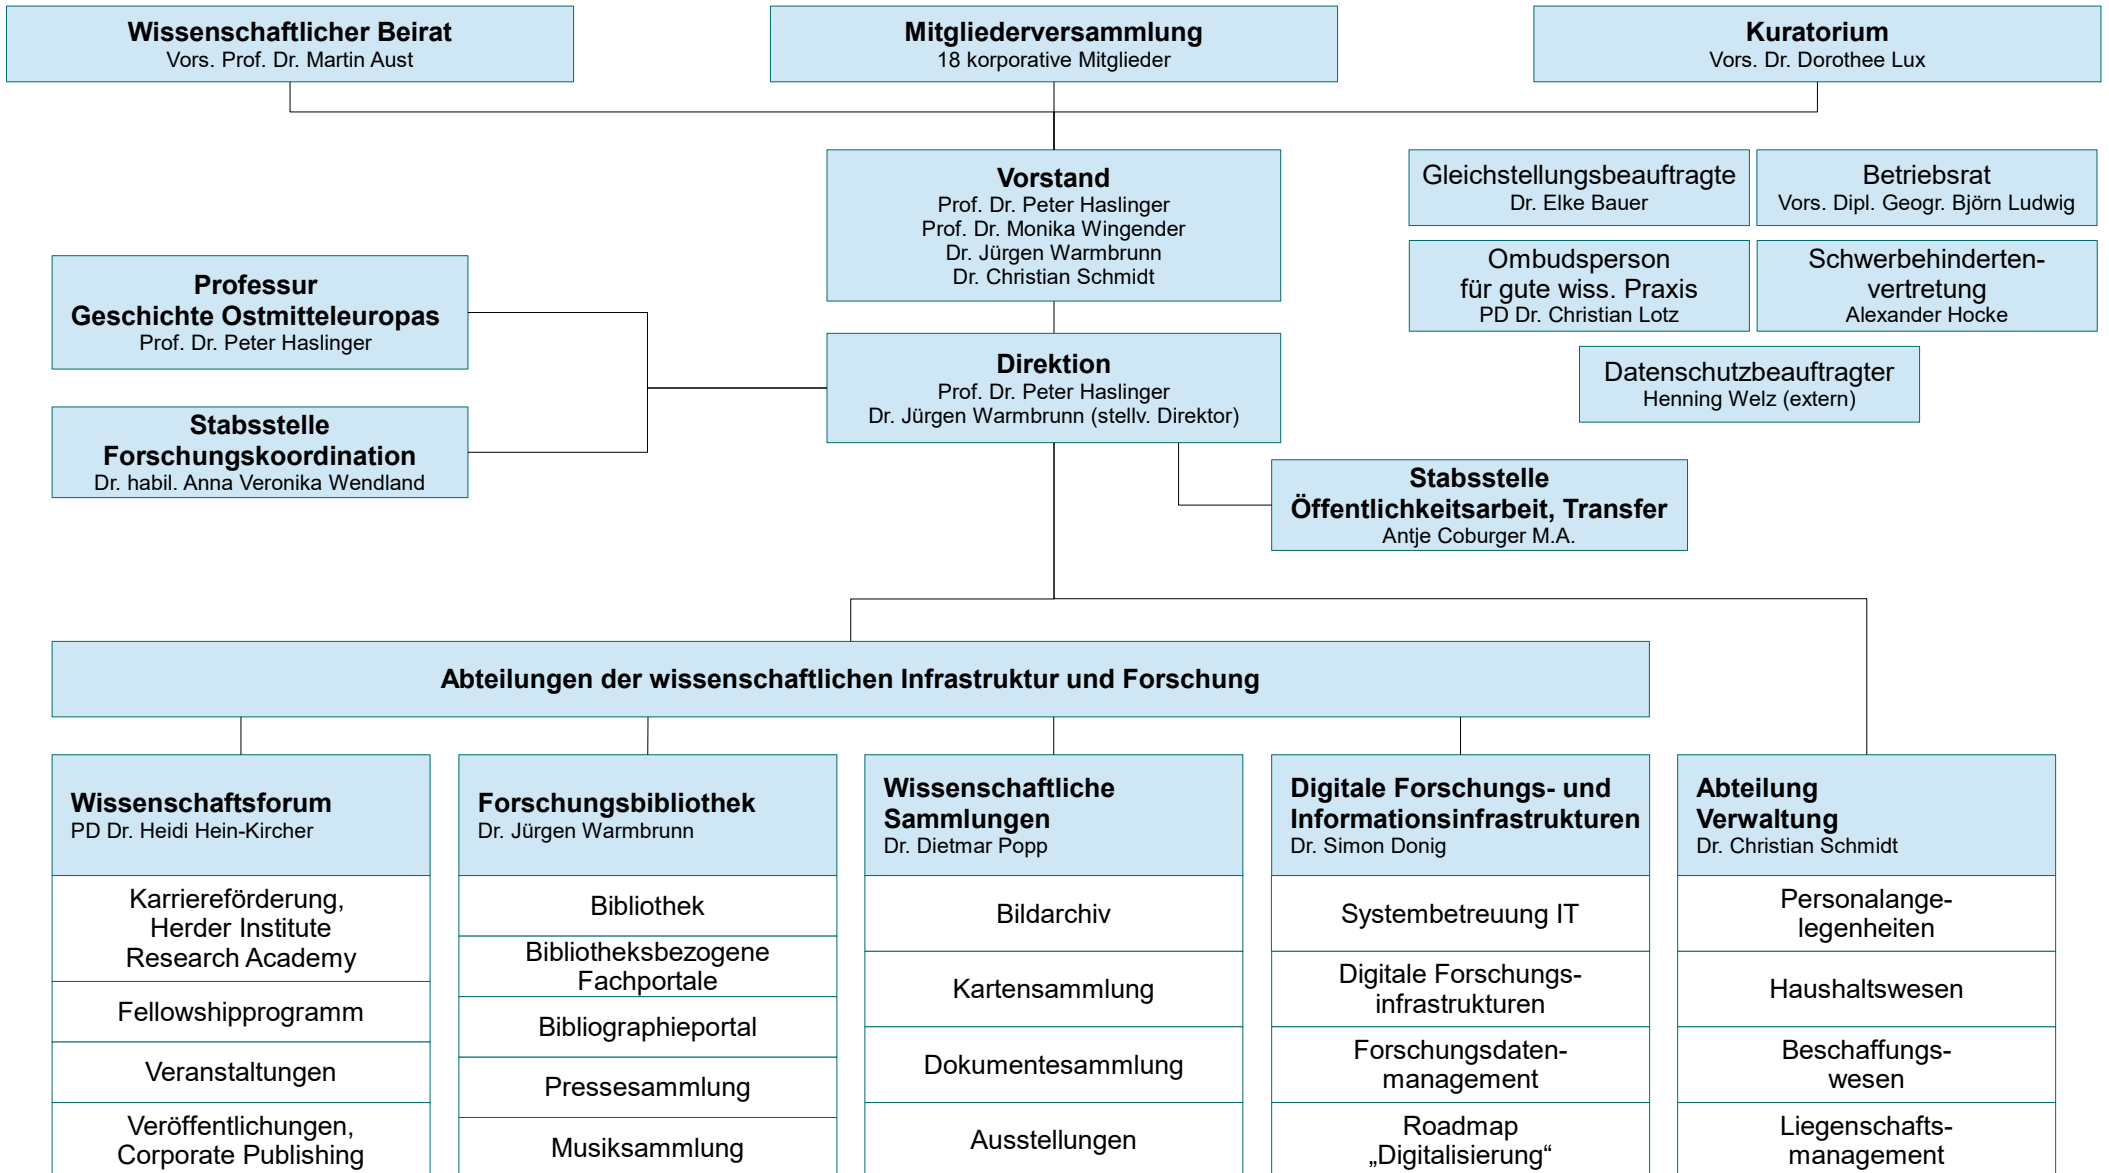 Wissenschaftlicher Beirat
Vors. Prof. Dr. Martin Aust
Mitgliederversammlung
18 korporative Mitglieder
Kuratorium
Vors. Dr. Dorothee Lux
Vorstand
Prof. Dr. Peter Haslinger
Prof. Dr. Monika Wingender
Dr. Jürgen Warmbrunn
Dr. Christian Schmidt
Gleichstellungsbeauftragte
Dr. Elke Bauer
Betriebsrat
Vors. Dipl. Geogr. Björn Ludwig
Ombudsperson
für gute wiss. Praxis
PD Dr. Christian Lotz
Schwerbehinderten-
vertretung
Alexander Hocke
Datenschutzbeauftragter
Henning Welz (extern)
Professur
Geschichte Ostmitteleuropas
Prof. Dr. Peter Haslinger
Direktion
Prof. Dr. Peter Haslinger
Dr. Jürgen Warmbrunn (stellv. Direktor)
Stabsstelle
Forschungskoordination
Dr. habil. Anna Veronika Wendland
Stabsstelle
Öffentlichkeitsarbeit, Transfer
Antje Coburger M.A.
Abteilungen der wissenschaftlichen Infrastruktur und Forschung
Wissenschaftsforum
PD Dr. Heidi Hein-Kircher
Karriereförderung,
Herder Institute
Research Academy
Fellowshipprogramm
Veranstaltungen
Veröffentlichungen,
Corporate Publishing
Forschungsbibliothek
Dr. Jürgen Warmbrunn
Bibliothek
Bibliotheksbezogene
Fachportale
Bibliographieportal
Pressesammlung
Musiksammlung
Wissenschaftliche
Sammlungen
Dr. Dietmar Popp
Bildarchiv
Kartensammlung
Dokumentesammlung
Ausstellungen
Digitale Forschungs- und
Informationsinfrastrukturen
Dr. Simon Donig
Systembetreuung IT
Digitale Forschungs-
infrastrukturen
Forschungsdaten-
management
Roadmap
„Digitalisierung“
Abteilung
Verwaltung
Dr. Christian Schmidt
Personalange-
legenheiten
Haushaltswesen
Beschaffungs-
wesen
Liegenschafts-
management